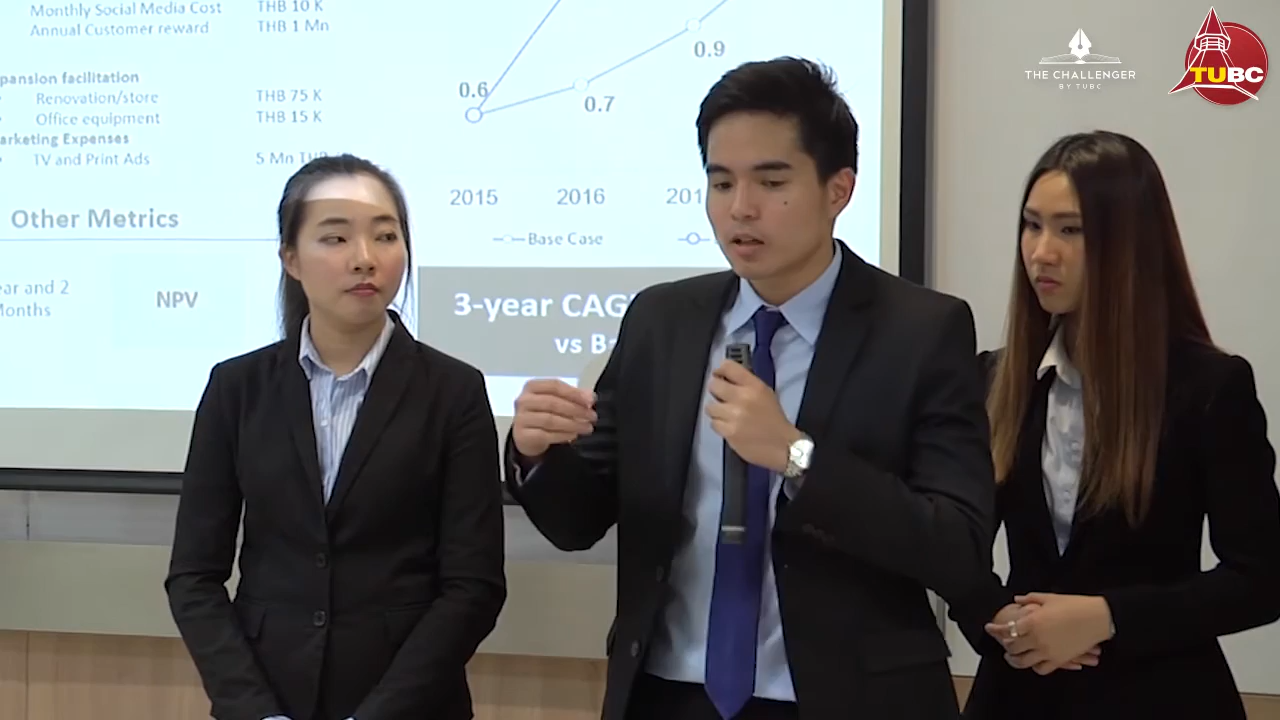 Monthly Social Media Cost THB 10 K
Annual Customer reward THB 1 Mn
pansion facilitation
Renovation/store THB 75 K
Office equipment THB 15 K
arketing Expenses
TV and Print Ads 5 Mn
Other Metrics
ear and 2
Months
NPV
0.6
0.7
0.9
2015 2016 201
Base Case
3-year CAG
vs Ba
THE CHALLENGER
BY TUBC
TUBC